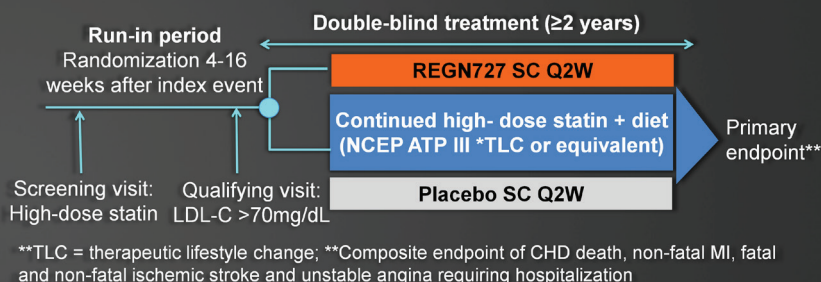 Double-blind treatment (≥2 years)
Run-in period
Randomization 4-16
weeks after index event
REGN727 SC Q2W
Continued high- dose statin + diet
(NCEP ATP III *TLC or equivalent)
Placebo SC Q2W
Primary
endpoint**
Screening visit:
High-dose statin
Qualifying visit:
LDL-C >70mg/dL
**TLC = therapeutic lifestyle change; **Composite endpoint of CHD death, non-fatal MI, fatal
and non-fatal ischemic stroke and unstable angina requiring hospitalization